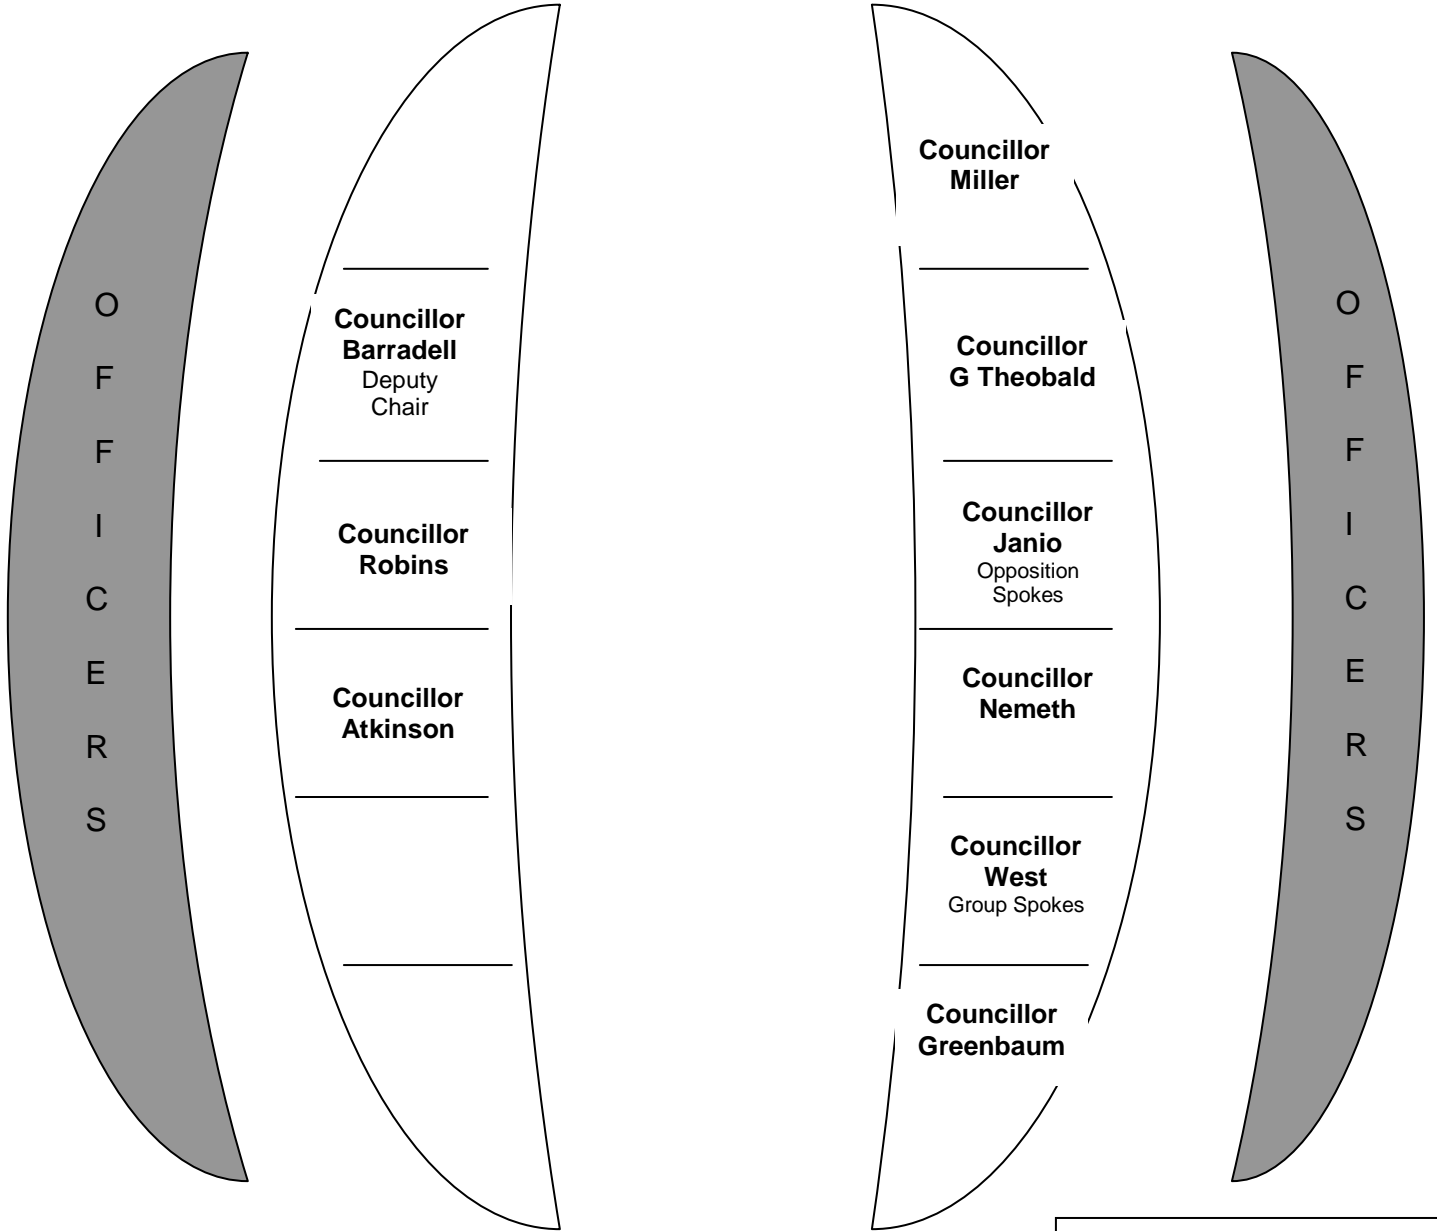 O
F
F
I
C
E
R
S
Councillor
Barradell
Deputy
Chair
Councillor
Robins
Councillor
Atkinson
Councillor
Miller
Councillor
G Theobald
Councillor
Janio
Opposition
Spokes
Councillor
Nemeth
Councillor
West
Group Spokes
Councillor
Greenbaum
O
F
F
I
C
E
R
S